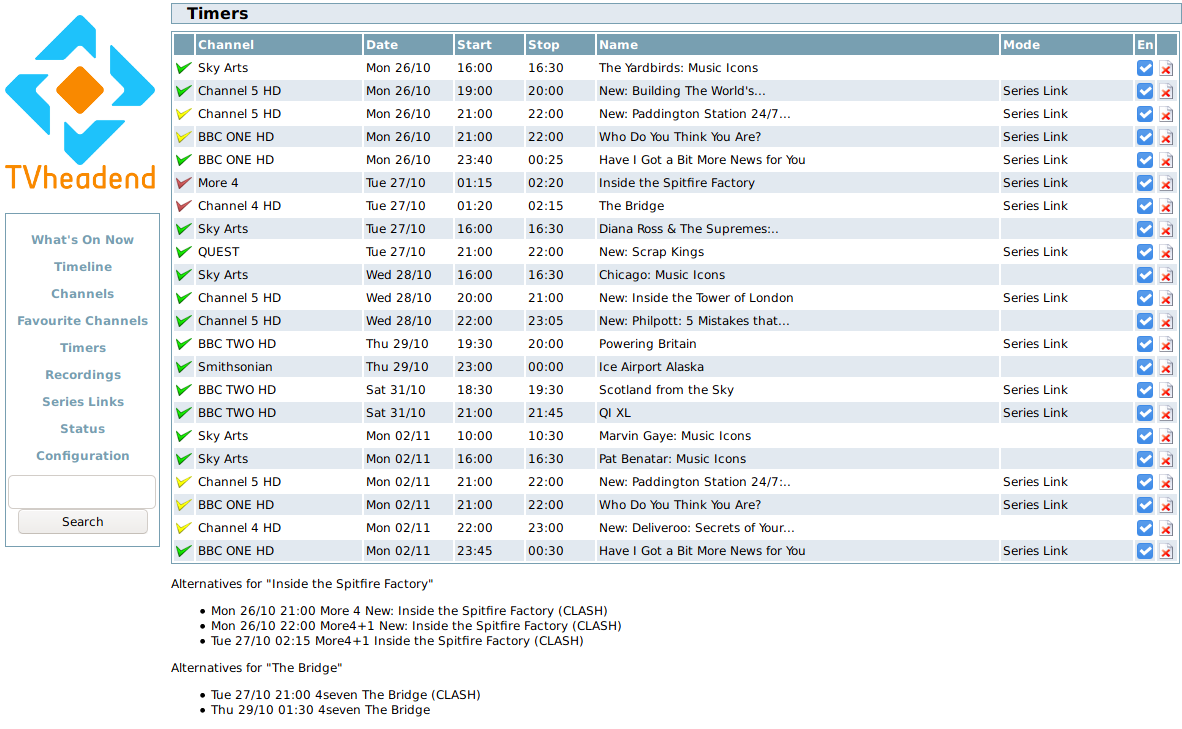 Timers
TVheadend
What's On Now
Timeline
Channels
Favourite Channels
Timers
Recordings
Series Links
Status
Configuration
Search
Channel Date Start Stop Name Mode En
Sky Arts Mon 26/10 16:00 16:30 The Yardbirds: Music Icons
Channel 5 HD Mon 26/10 19:00 20:00 New: Building The World's... Series Link
Channel 5 HD Mon 26/10 21:00 22:00 New: Paddington Station 24/7... Series Link
BBC ONE HD Mon 26/10 21:00 22:00 Who Do You Think You Are? Series Link
BBC ONE HD Mon 26/10 23:40 00:25 Have I Got a Bit More News for You Series Link
More 4 Tue 27/10 01:15 02:20 Inside the Spitfire Factory Series Link
Channel 4 HD Tue 27/10 01:20 02:15 The Bridge Series Link
Sky Arts Tue 27/10 16:00 16:30 Diana Ross & The Supremes:..
QUEST Tue 27/10 21:00 22:00 New: Scrap Kings Series Link
Sky Arts Wed 28/10 16:00 16:30 Chicago: Music Icons
Channel 5 HD Wed 28/10 20:00 21:00 New: Inside the Tower of London Series Link
Channel 5 HD Wed 28/10 22:00 23:05 New: Philpott: 5 Mistakes that...
BBC TWO HD Thu 29/10 19:30 20:00 Powering Britain Series Link
Smithsonian Thu 29/10 23:00 00:00 Ice Airport Alaska
BBC TWO HD Sat 31/10 18:30 19:30 Scotland from the Sky Series Link
BBC TWO HD Sat 31/10 21:00 21:45 QI XL Series Link
Sky Arts Mon 02/11 10:00 10:30 Marvin Gaye: Music Icons
Sky Arts Mon 02/11 16:00 16:30 Pat Benatar: Music Icons
Channel 5 HD Mon 02/11 21:00 22:00 New: Paddington Station 24/7:.. Series Link
BBC ONE HD Mon 02/11 21:00 22:00 Who Do You Think You Are? Series Link
Channel 4 HD Mon 02/11 22:00 23:00 New: Deliveroo: Secrets of Your...
BBC ONE HD Mon 02/11 23:45 00:30 Have I Got a Bit More News for You Series Link
Alternatives for "Inside the Spitfire Factory"
• Mon 26/10 21:00 More 4 New: Inside the Spitfire Factory (CLASH)
• Mon 26/10 22:00 More4+1 New: Inside the Spitfire Factory (CLASH)
• Tue 27/10 02:15 More4+1 Inside the Spitfire Factory (CLASH)
Alternatives for "The Bridge"
• Tue 27/10 21:00 4seven The Bridge (CLASH)
• Thu 29/10 01:30 4seven The Bridge